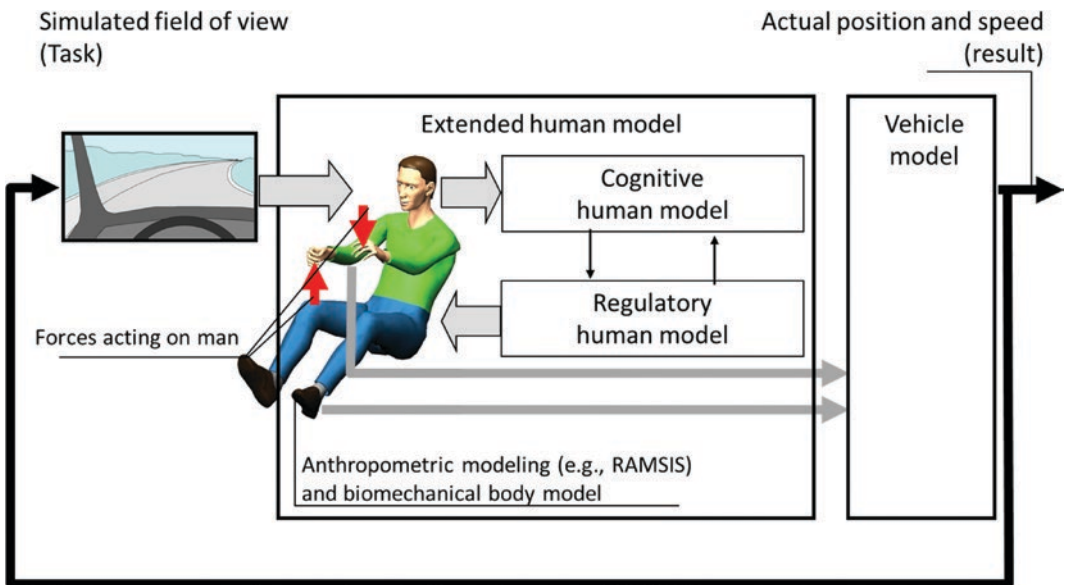 Simulated field of view
(Task)
Actual position and speed
(result)
Extended human model
Vehicle
model
Cognitive
human model
Regulatory
human model
Forces acting on man
Anthropometric modeling (e.g., RAMSIS)
and biomechanical body model